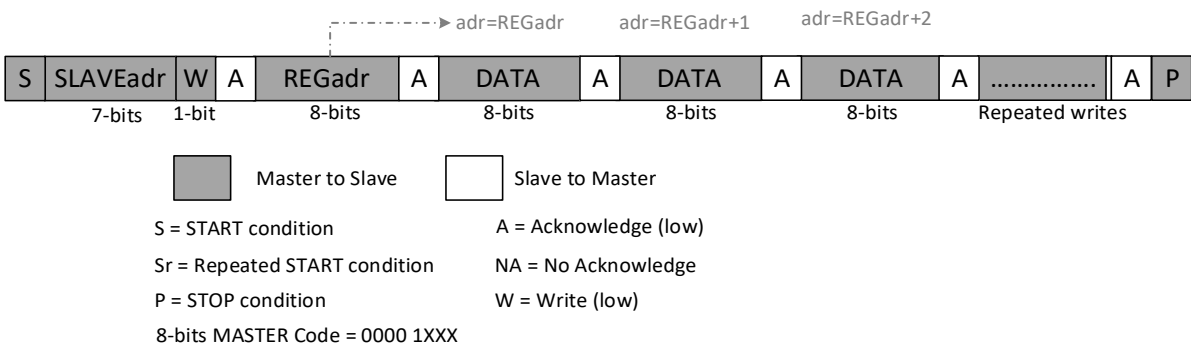 adr=REGadr adr=REGadr+1 adr=REGadr+2
S SLAVEadr W A REGadr A DATA A DATA A DATA A ................ A P
7-bits 1-bit 8-bits 8-bits 8-bits 8-bits Repeated writes
Master to Slave Slave to Master
S = START condition A = Acknowledge (low)
Sr = Repeated START condition NA = No Acknowledge
P = STOP condition W = Write (low)
8-bits MASTER Code = 0000 1XXX